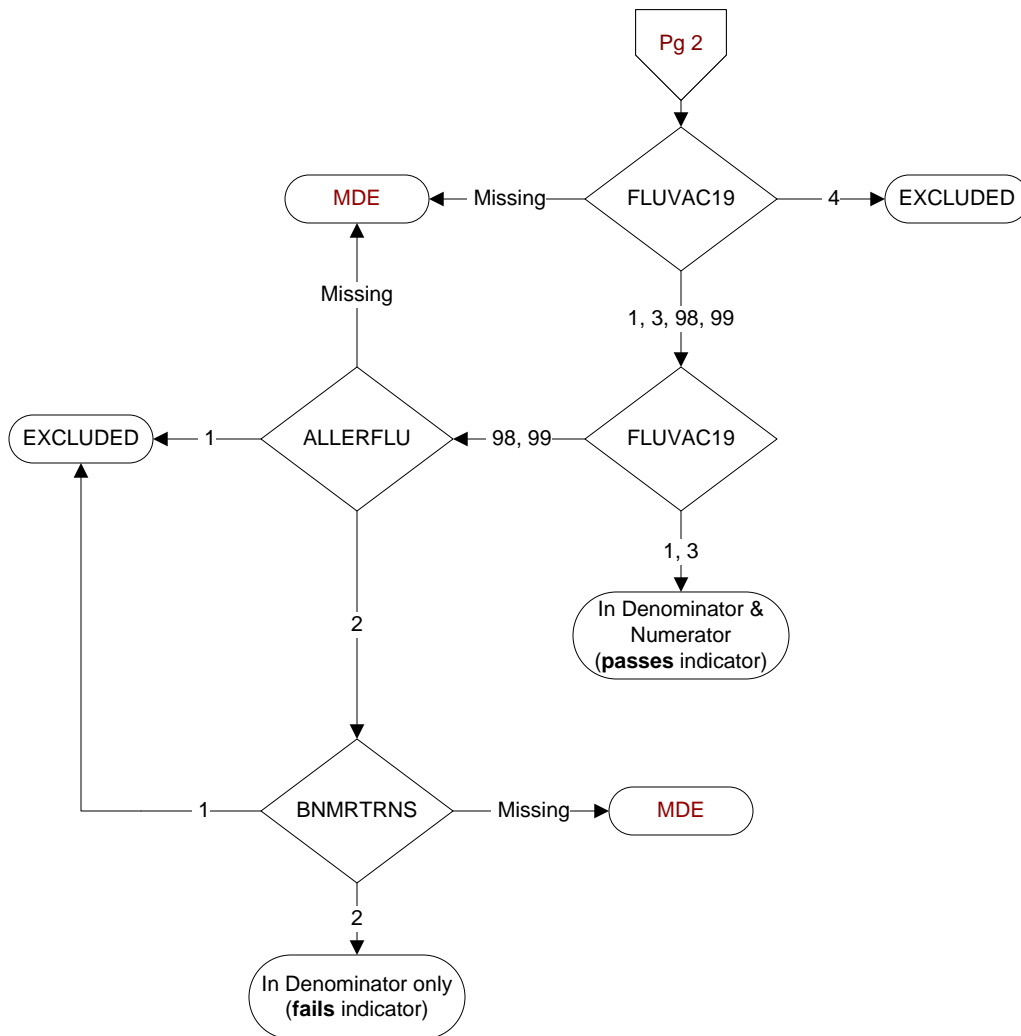 Pg 2
MDE
Missing
FLUVAC19
4
EXCLUDED
Missing
1, 3, 98, 99
EXCLUDED
1
ALLERFLU
98, 99
FLUVAC19
1, 3
In Denominator &
Numerator
(passes indicator)
2
1
BNMRTRNS
Missing
MDE
2
In Denominator only
(fails indicator)